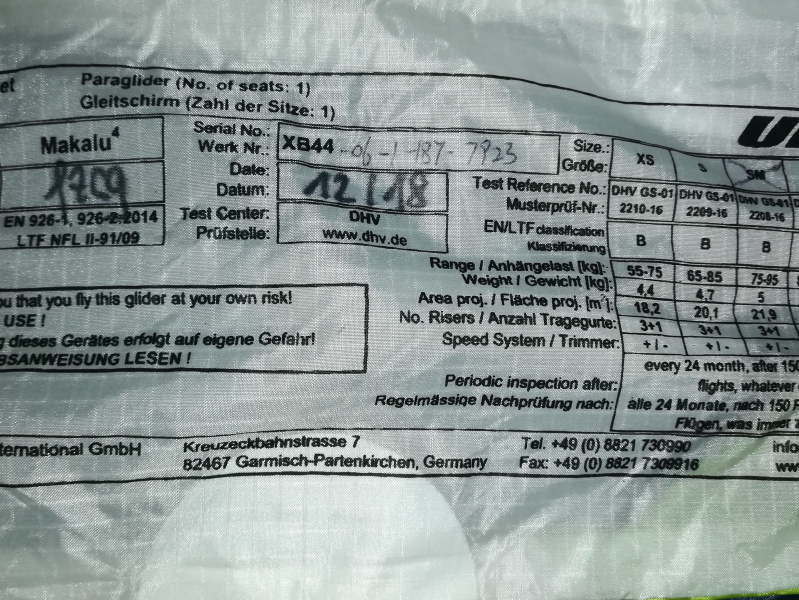 et
Paraglider (No. of seats: 1)
Gleitschirm (Zahl der Sitze: 1)
Makalu⁴
Serial No.:
Werk Nr.:
XB44-06-1-187-7923
1709
Date:
Datum:
12/18
EN 926-1, 926-2:2014
LTF NFL II-91/09
Test Center:
Prüfstelle:
DHV
www.dhv.de
Size.: XS S SM
Größe:
Test Reference No.: DHV GS-01 DHV GS-01 DHV GS-01
Musterprüf-Nr.: 2210-16 2209-16 2208-16
EN/LTF classification B B B
Klassifizierung
Range / Anhängelast [kg]: 55-75 65-85 75-95
Weight / Gewicht [kg]: 4,4 4,7 5
Area proj. / Fläche proj. [m²]: 18,2 20,1 21,9
No. Risers / Anzahl Tragegurte: 3+1 3+1 3+1
Speed System / Trimmer: + / - + / - + / -
Periodic inspection after: every 24 month, after 150
flights, whatever
Regelmässige Nachprüfung nach: alle 24 Monate, nach 150 F
Flügen, was immer
ou that you fly this glider at your own risk!
USE !
g dieses Gerätes erfolgt auf eigene Gefahr!
BSANWEISUNG LESEN !
ternational GmbH
Kreuzeckbahnstrasse 7
82467 Garmisch-Partenkirchen, Germany
Tel. +49 (0) 8821 730990
Fax: +49 (0) 8821 7309916
info
www